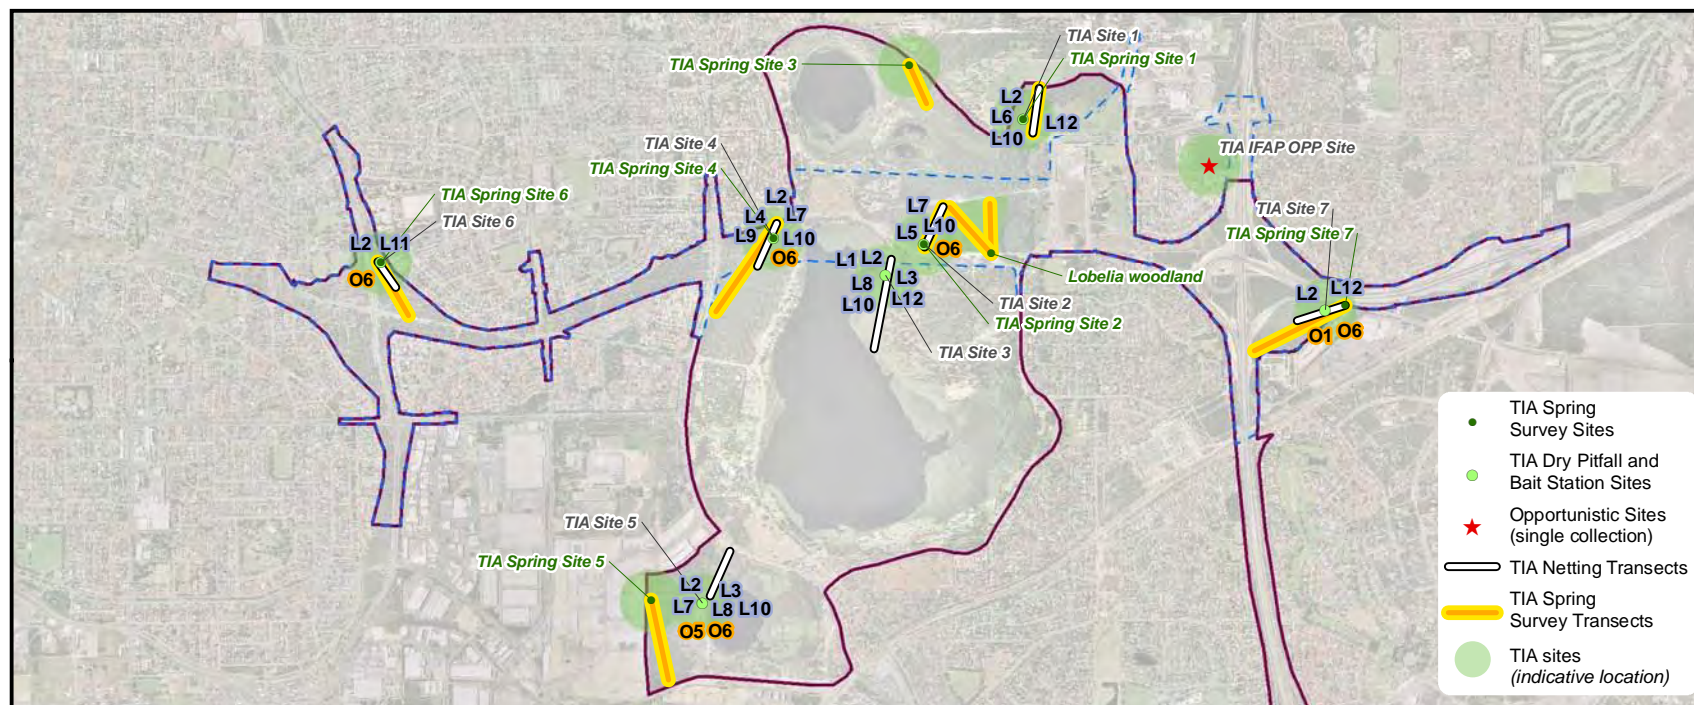 TIA Site 1
TIA Spring Site 1
TIA Spring Site 3
L2
L6
L12
L10
TIA Site 4
TIA Spring Site 4
TIA IFAP OPP Site
TIA Spring Site 6
TIA Site 6
L2
L4
L7
L9
L10
O6
L7
L10
L5
O6
TIA Site 7
TIA Spring Site 7
L2 L11
O6
L1 L2
L8
L3
L10
L12
Lobelia woodland
TIA Site 2
TIA Spring Site 2
TIA Site 3
L2
L12
O1 O6
TIA Site 5
TIA Spring Site 5
L2
L3
L7
L8 L10
O5 O6
TIA Spring
Survey Sites
TIA Dry Pitfall and
Bait Station Sites
Opportunistic Sites
(single collection)
TIA Netting Transects
TIA Spring
Survey Transects
TIA sites
(indicative location)